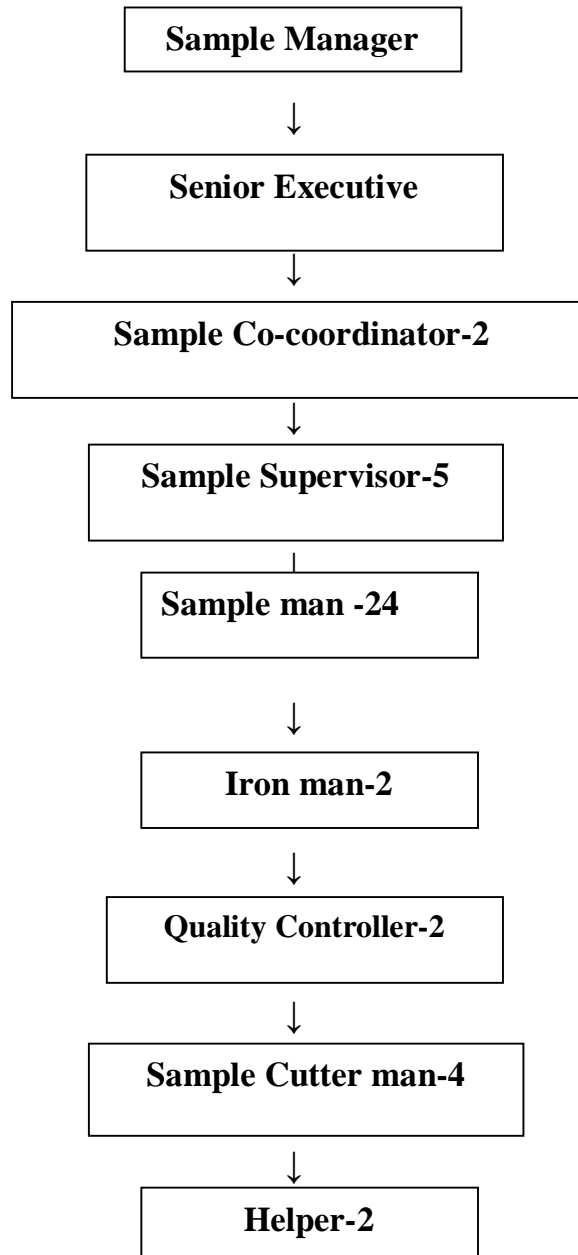 Sample Manager
↓
Senior Executive
↓
Sample Co-coordinator-2
↓
Sample Supervisor-5
Sample man -24
↓
Iron man-2
↓
Quality Controller-2
↓
Sample Cutter man-4
↓
Helper-2